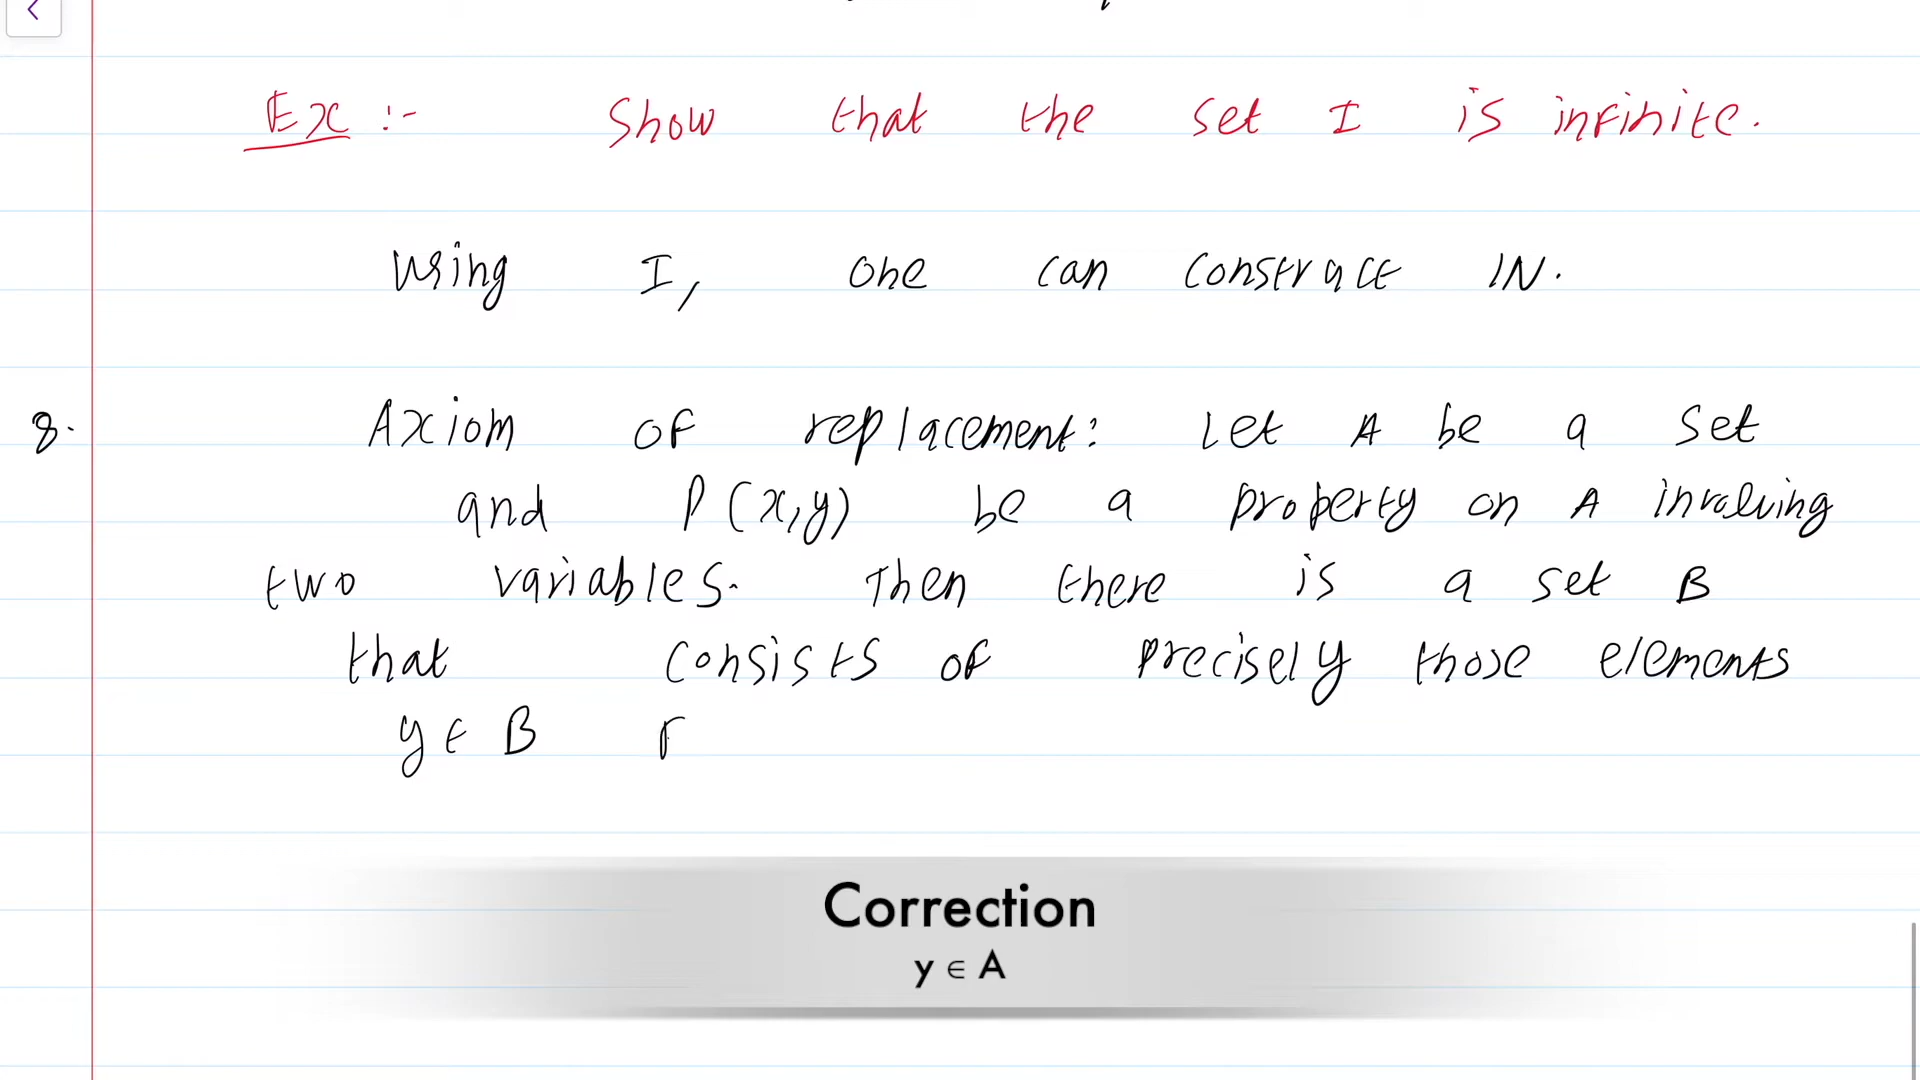 Ex :- Show that the set I is infinite.
Using I, one can construct IN.
8. Axiom of replacement: Let A be a set
and P(x,y) be a property on A involving
two variables. Then there is a set B
that consists of precisely those elements
y ∈ B
Correction
y ∈ A